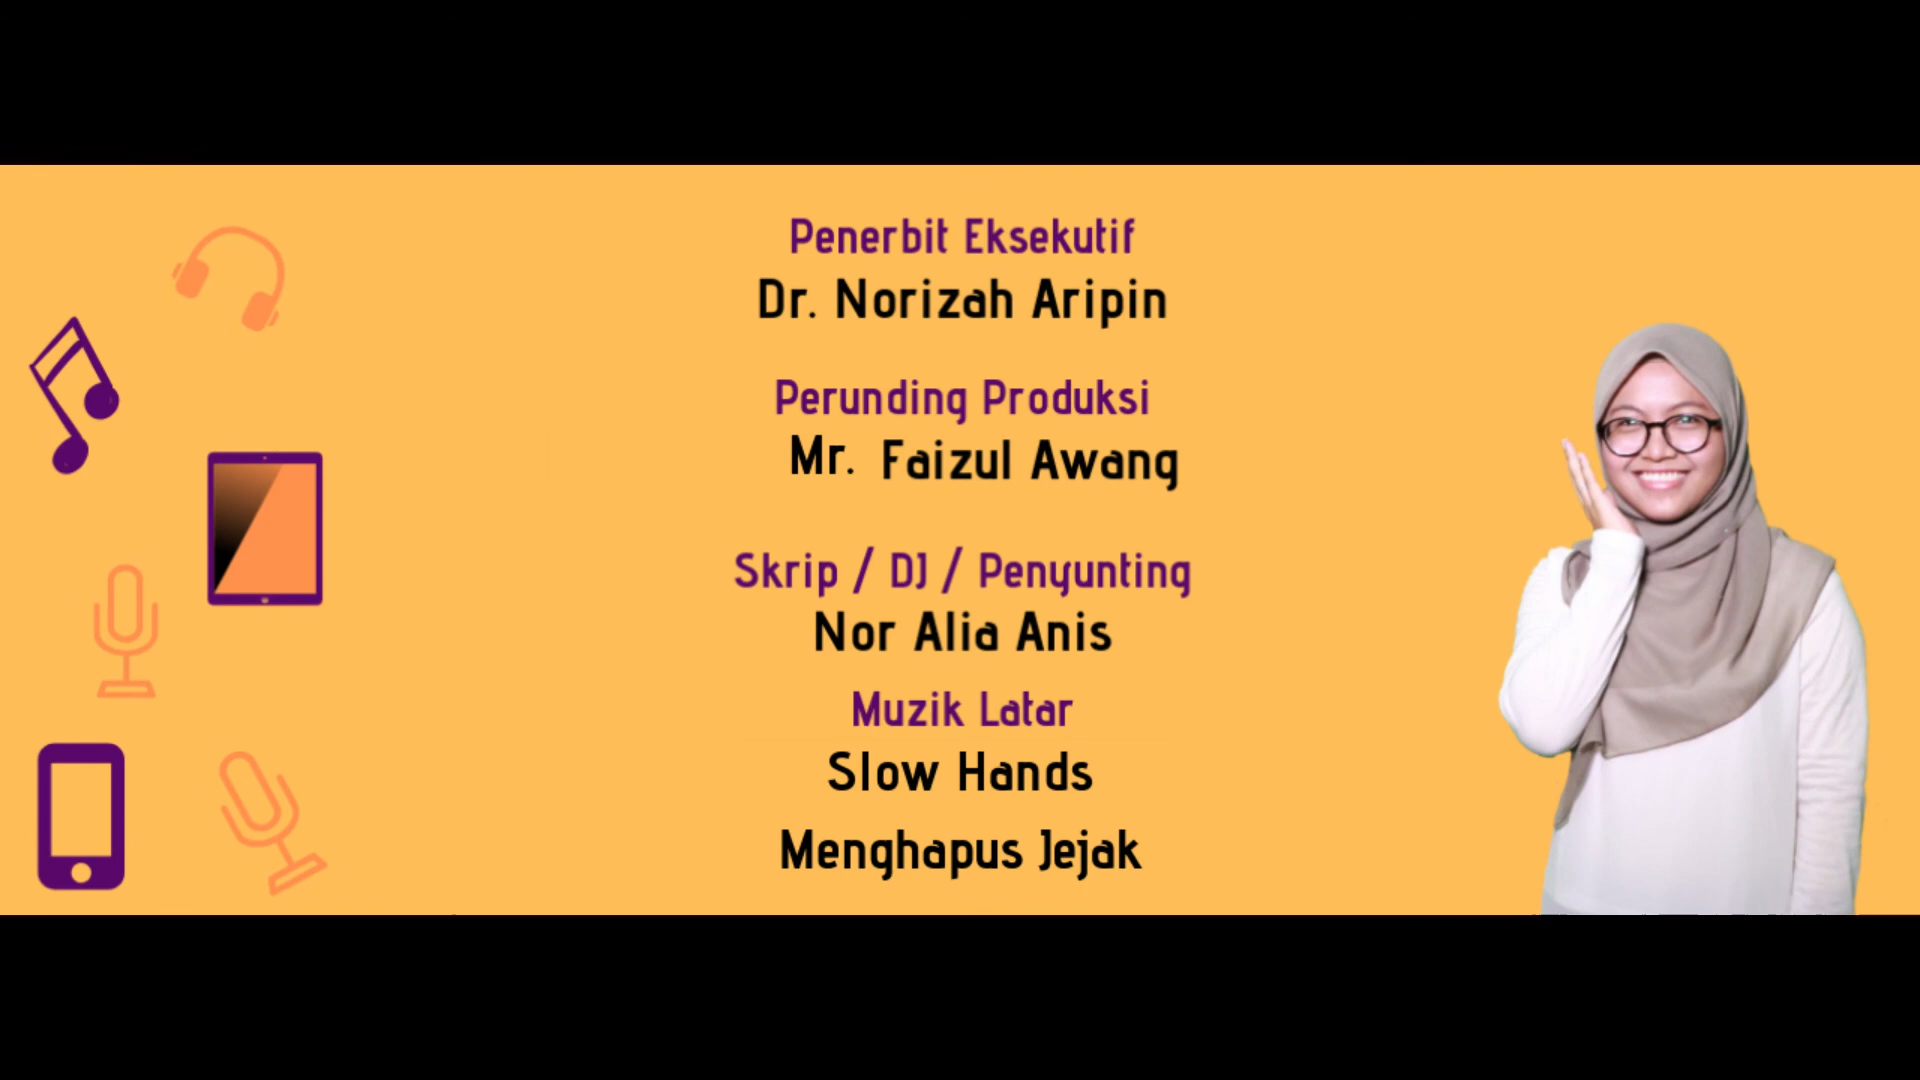 Penerbit Eksekutif
Dr. Norizah Aripin
Perunding Produksi
Mr. Faizul Awang
Skrip / DJ / Penyunting
Nor Alia Anis
Muzik Latar
Slow Hands
Menghapus Jejak